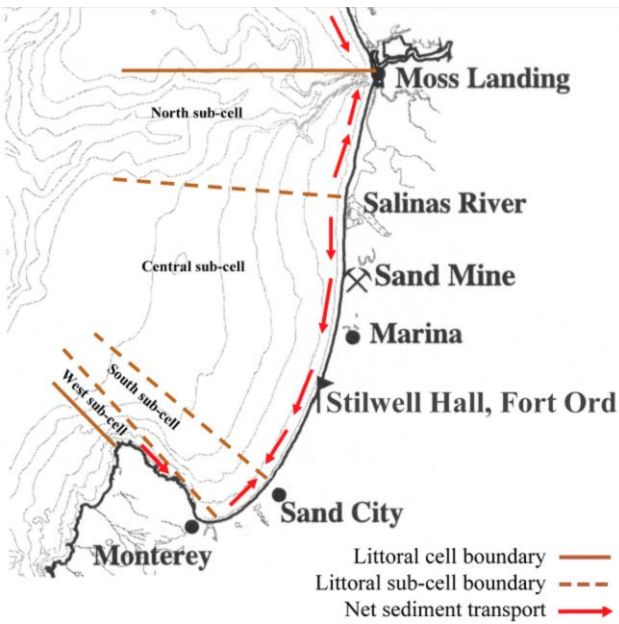 Moss Landing
North sub-cell
Salinas River
Central sub-cell
Sand Mine
Marina
South sub-cell
West sub-cell
Stilwell Hall, Fort Ord
Sand City
Monterey
Littoral cell boundary
Littoral sub-cell boundary
Net sediment transport